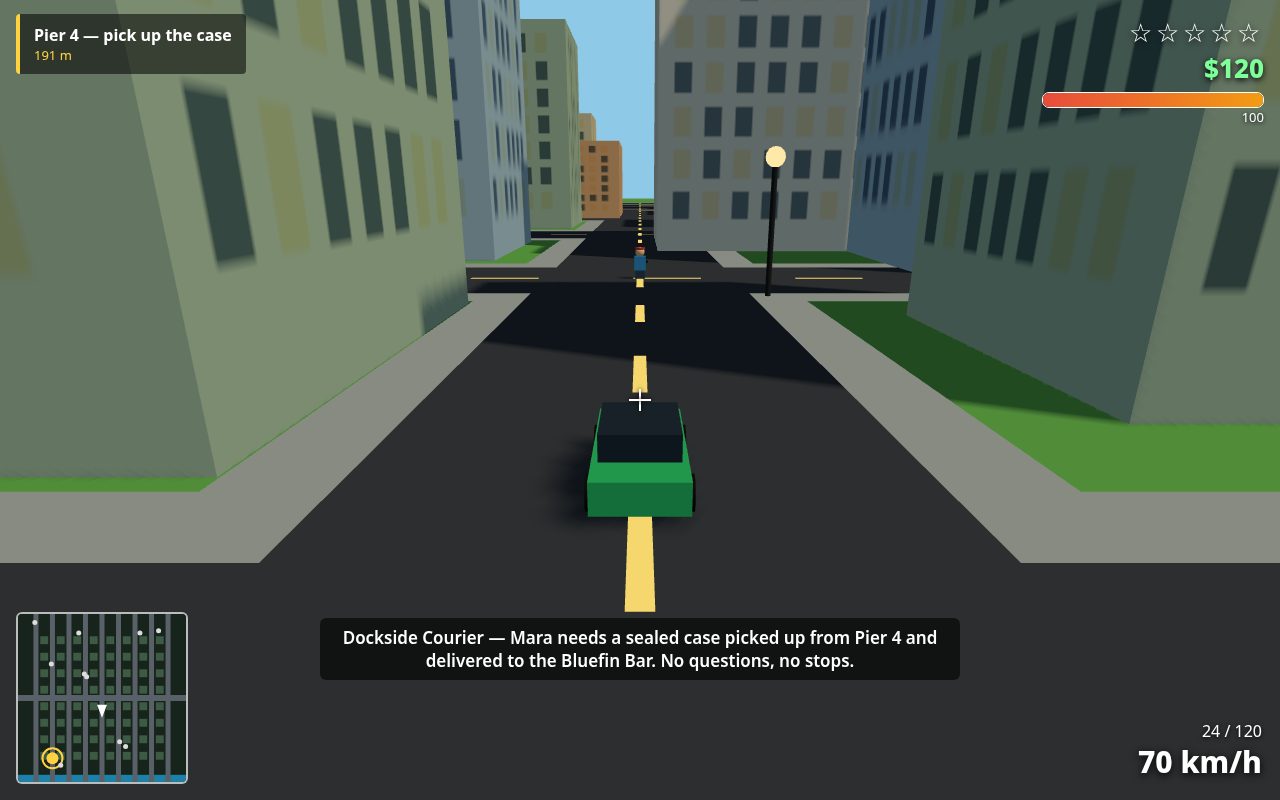 Pier 4 — pick up the case
191 m
☆☆☆☆☆
$120
100
Dockside Courier — Mara needs a sealed case picked up from Pier 4 and
delivered to the Bluefin Bar. No questions, no stops.
24 / 120
70 km/h